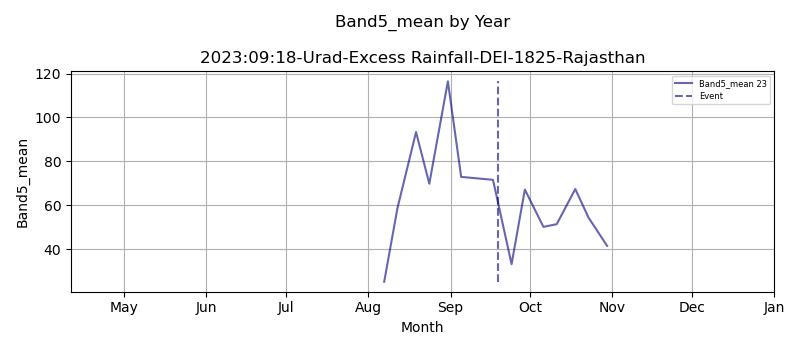 Band5_mean by Year
2023:09:18-Urad-Excess Rainfall-DEI-1825-Rajasthan
Band5_mean 23
Event
120
100
80
60
40
Band5_mean
May Jun Jul Aug Sep Oct Nov Dec Jan
Month